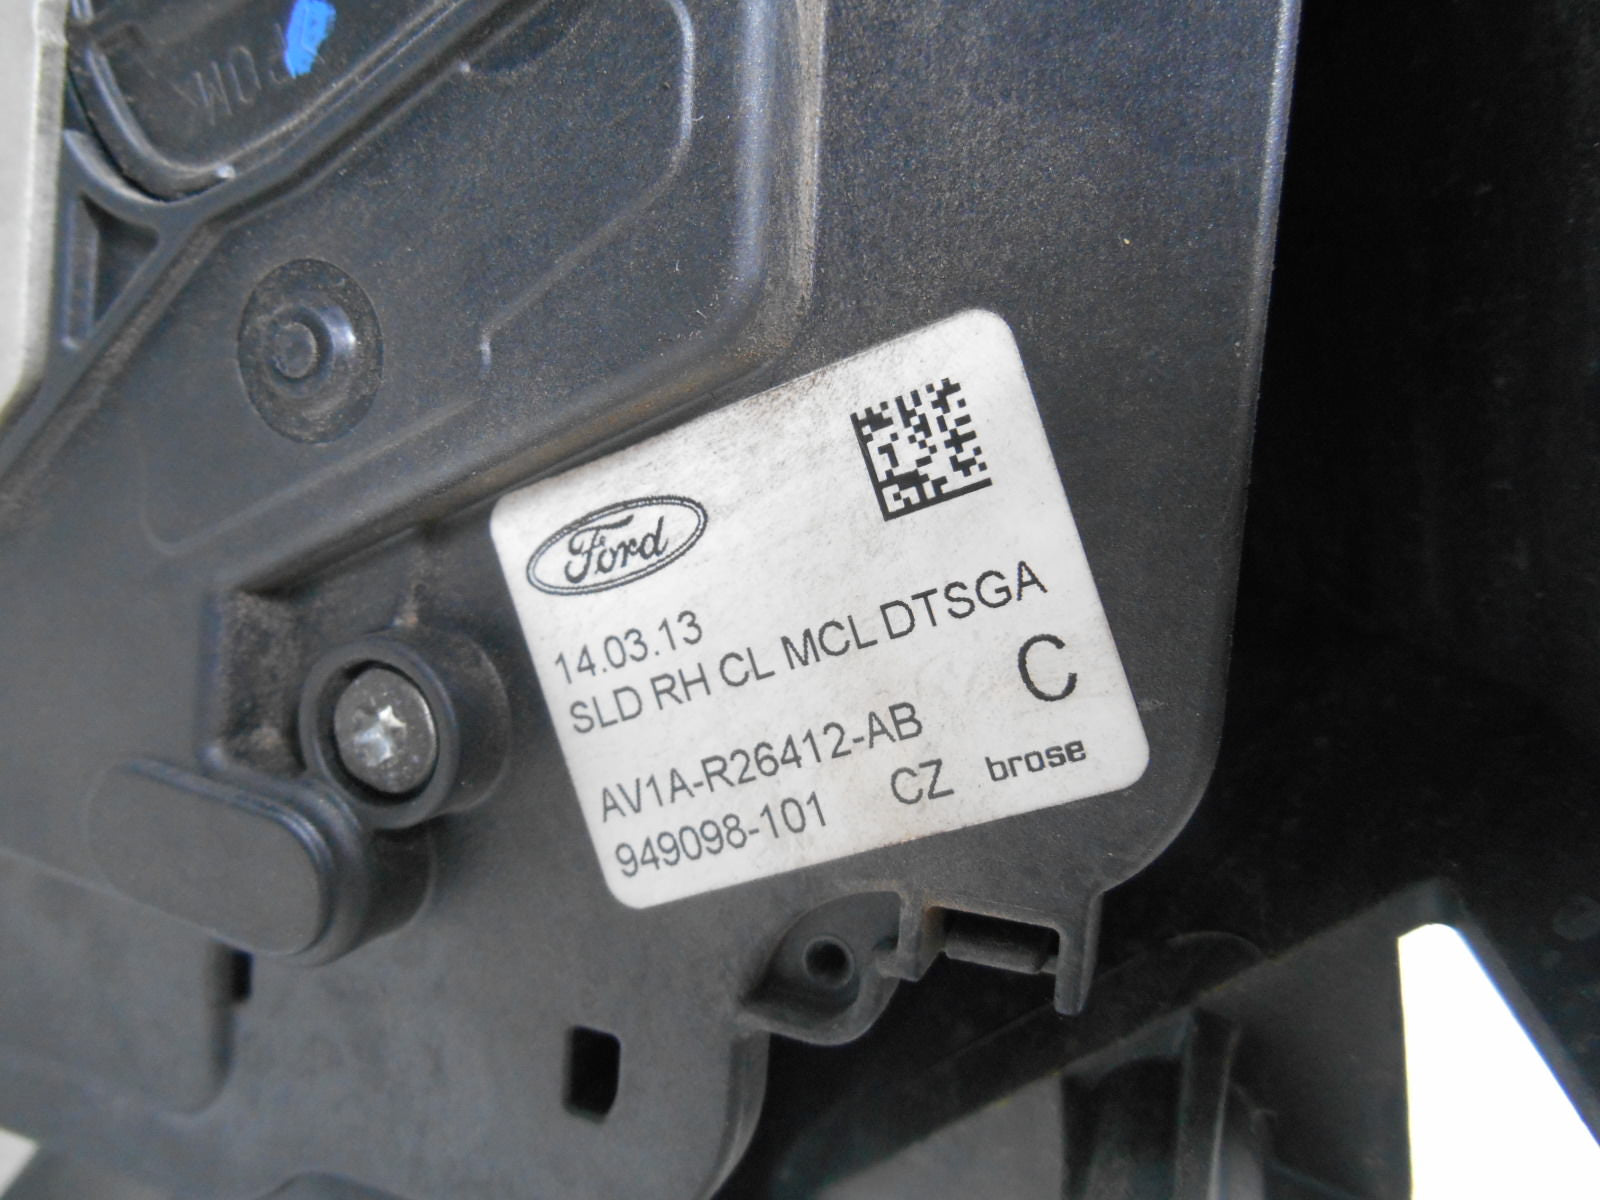 Ford
14.03.13
SLD RH CL MCL DTSGA
C
AV1A-R26412-AB
949098-101 CZ brose